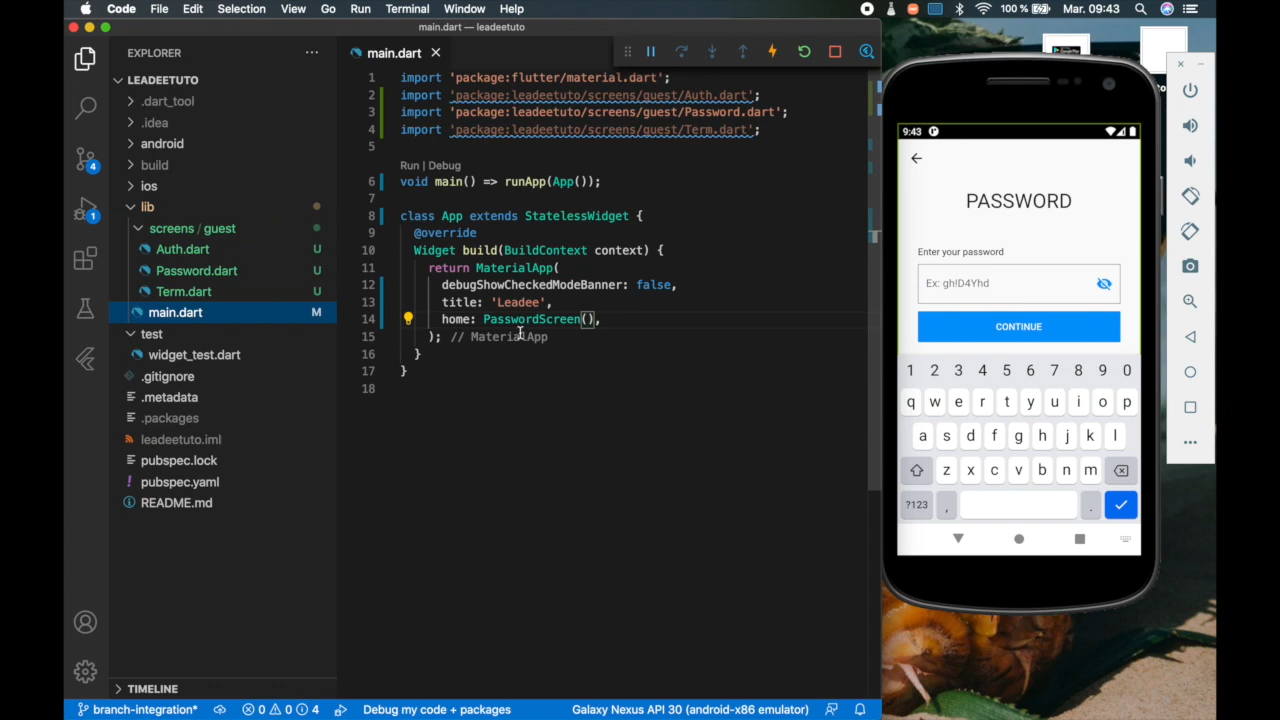 Code File Edit Selection View Go Run Terminal Window Help 100 % Mar. 09:43
main.dart — leadeetuto
EXPLORER
LEADEETUTO
.dart_tool
.idea
android
build
ios
lib
screens / guest
Auth.dart U
Password.dart U
Term.dart U
main.dart M
test
widget_test.dart
.gitignore
.metadata
.packages
leadeetuto.iml
pubspec.lock
pubspec.yaml
README.md
TIMELINE
4
1
main.dart
1 import 'package:flutter/material.dart';
2 import 'package:leadeetuto/screens/guest/Auth.dart';
3 import 'package:leadeetuto/screens/guest/Password.dart';
4 import 'package:leadeetuto/screens/guest/Term.dart';
5
Run | Debug
6 void main() => runApp(App());
7
8 class App extends StatelessWidget {
9 @override
10 Widget build(BuildContext context) {
11 return MaterialApp(
12 debugShowCheckedModeBanner: false,
13 title: 'Leadee',
14 home: PasswordScreen(),
15 ); // MaterialApp
16 }
17 }
18
branch-integration* 0 0 4 Debug my code + packages Galaxy Nexus API 30 (android-x86 emulator)
9:43
PASSWORD
Enter your password
Ex: gh!D4Yhd
CONTINUE
1 2 3 4 5 6 7 8 9 0
q w e r t y u i o p
a s d f g h j k l
z x c v b n m
?123 , .